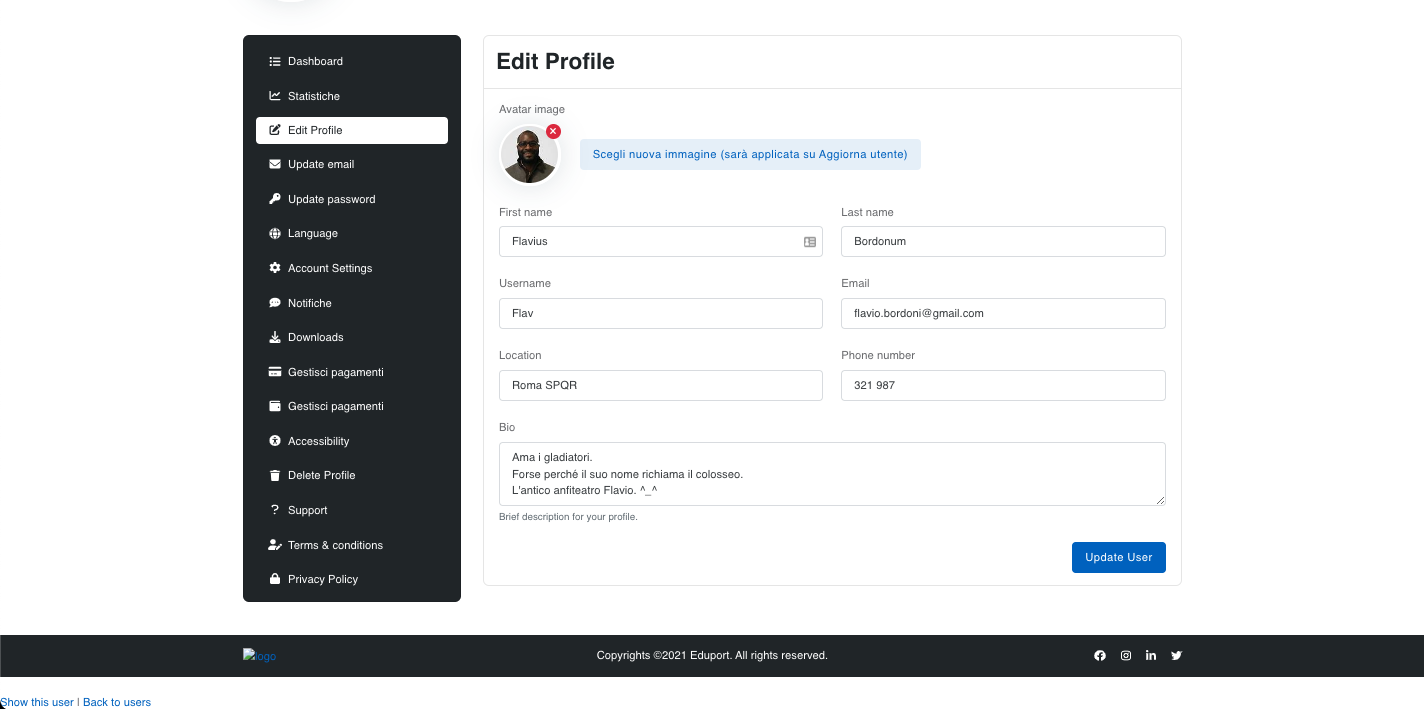 Dashboard
Statistiche
Edit Profile
Update email
Update password
Language
Account Settings
Notifiche
Downloads
Gestisci pagamenti
Gestisci pagamenti
Accessibility
Delete Profile
Support
Terms & conditions
Privacy Policy
Edit Profile
Avatar image
Scegli nuova immagine (sarà applicata su Aggiorna utente)
First name
Flavius
Last name
Bordonum
Username
Flav
Email
flavio.bordoni@gmail.com
Location
Roma SPQR
Phone number
321 987
Bio
Ama i gladiatori.
Forse perché il suo nome richiama il colosseo.
L'antico anfiteatro Flavio. ^_^
Brief description for your profile.
Update User
logo
Copyrights ©2021 Eduport. All rights reserved.
Show this user | Back to users